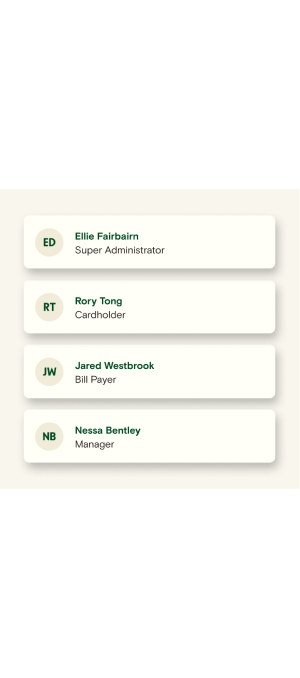 ED
Ellie Fairbairn
Super Administrator
RT
Rory Tong
Cardholder
JW
Jared Westbrook
Bill Payer
NB
Nessa Bentley
Manager